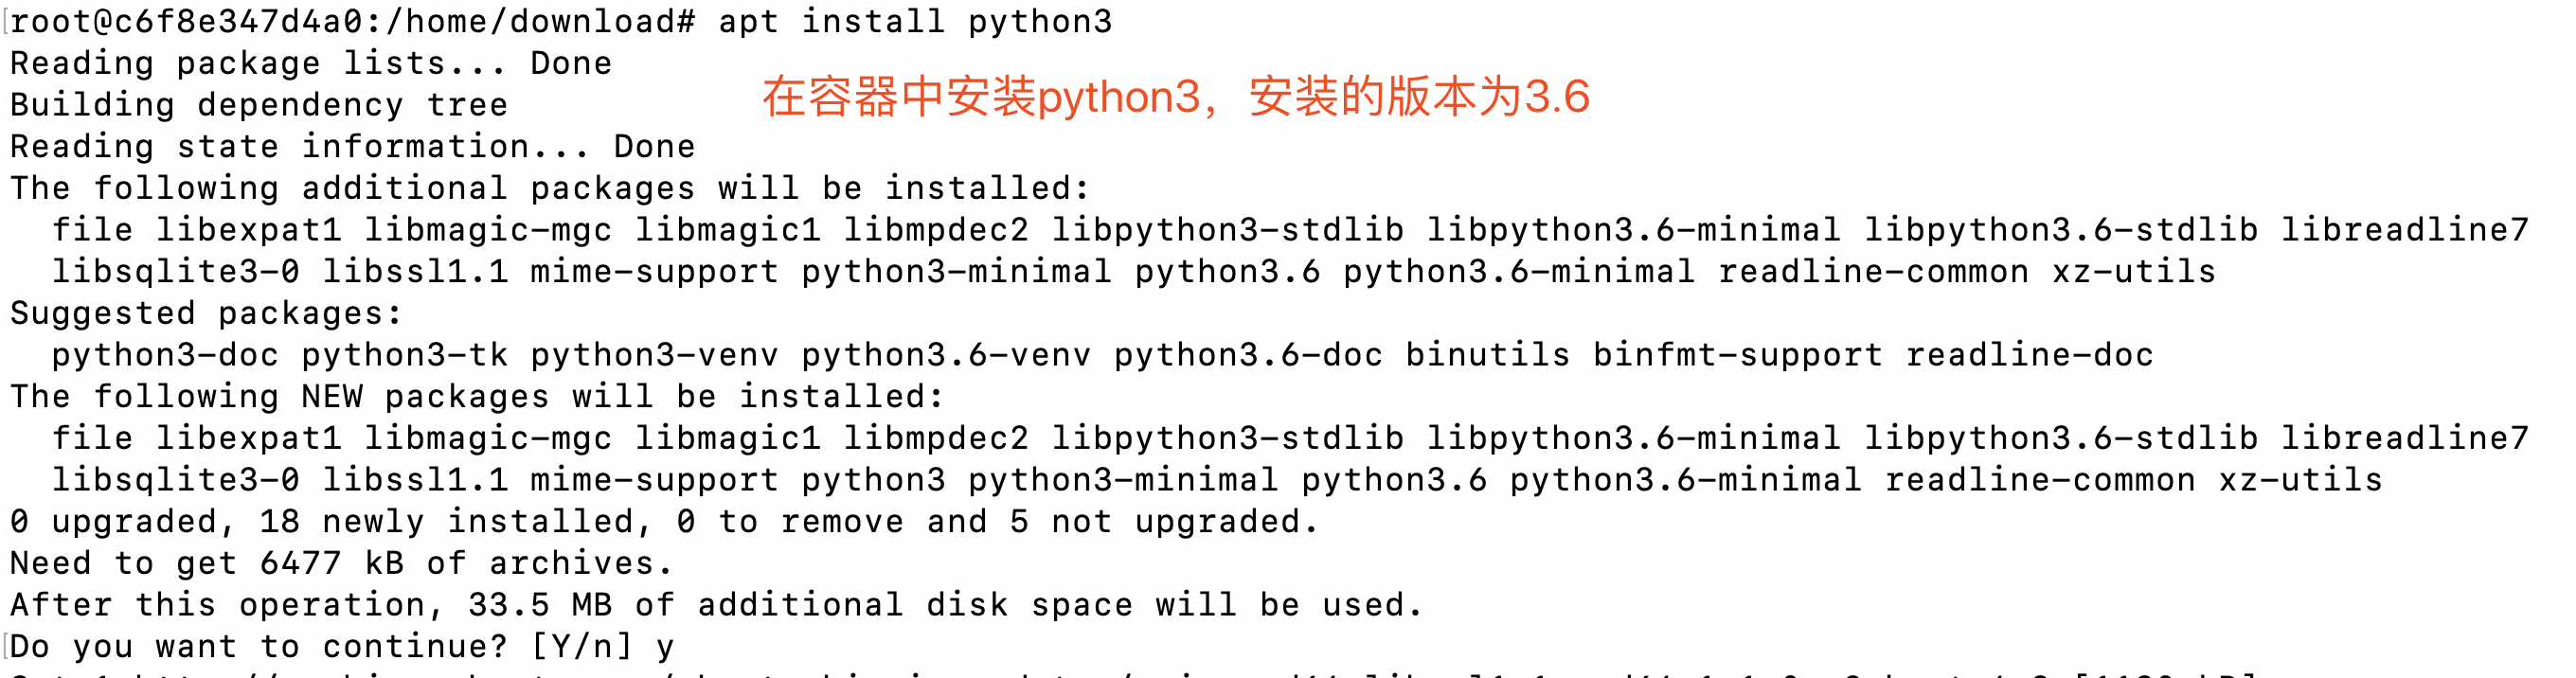 root@c6f8e347d4a0:/home/download# apt install python3
Reading package lists... Done
在容器中安装python3，安装的版本为3.6
Building dependency tree
Reading state information... Done
The following additional packages will be installed:
  file libexpat1 libmagic-mgc libmagic1 libmpdec2 libpython3-stdlib libpython3.6-minimal libpython3.6-stdlib libreadline7
  libsqlite3-0 libssl1.1 mime-support python3-minimal python3.6 python3.6-minimal readline-common xz-utils
Suggested packages:
  python3-doc python3-tk python3-venv python3.6-venv python3.6-doc binutils binfmt-support readline-doc
The following NEW packages will be installed:
  file libexpat1 libmagic-mgc libmagic1 libmpdec2 libpython3-stdlib libpython3.6-minimal libpython3.6-stdlib libreadline7
  libsqlite3-0 libssl1.1 mime-support python3 python3-minimal python3.6 python3.6-minimal readline-common xz-utils
0 upgraded, 18 newly installed, 0 to remove and 5 not upgraded.
Need to get 6477 kB of archives.
After this operation, 33.5 MB of additional disk space will be used.
Do you want to continue? [Y/n] y